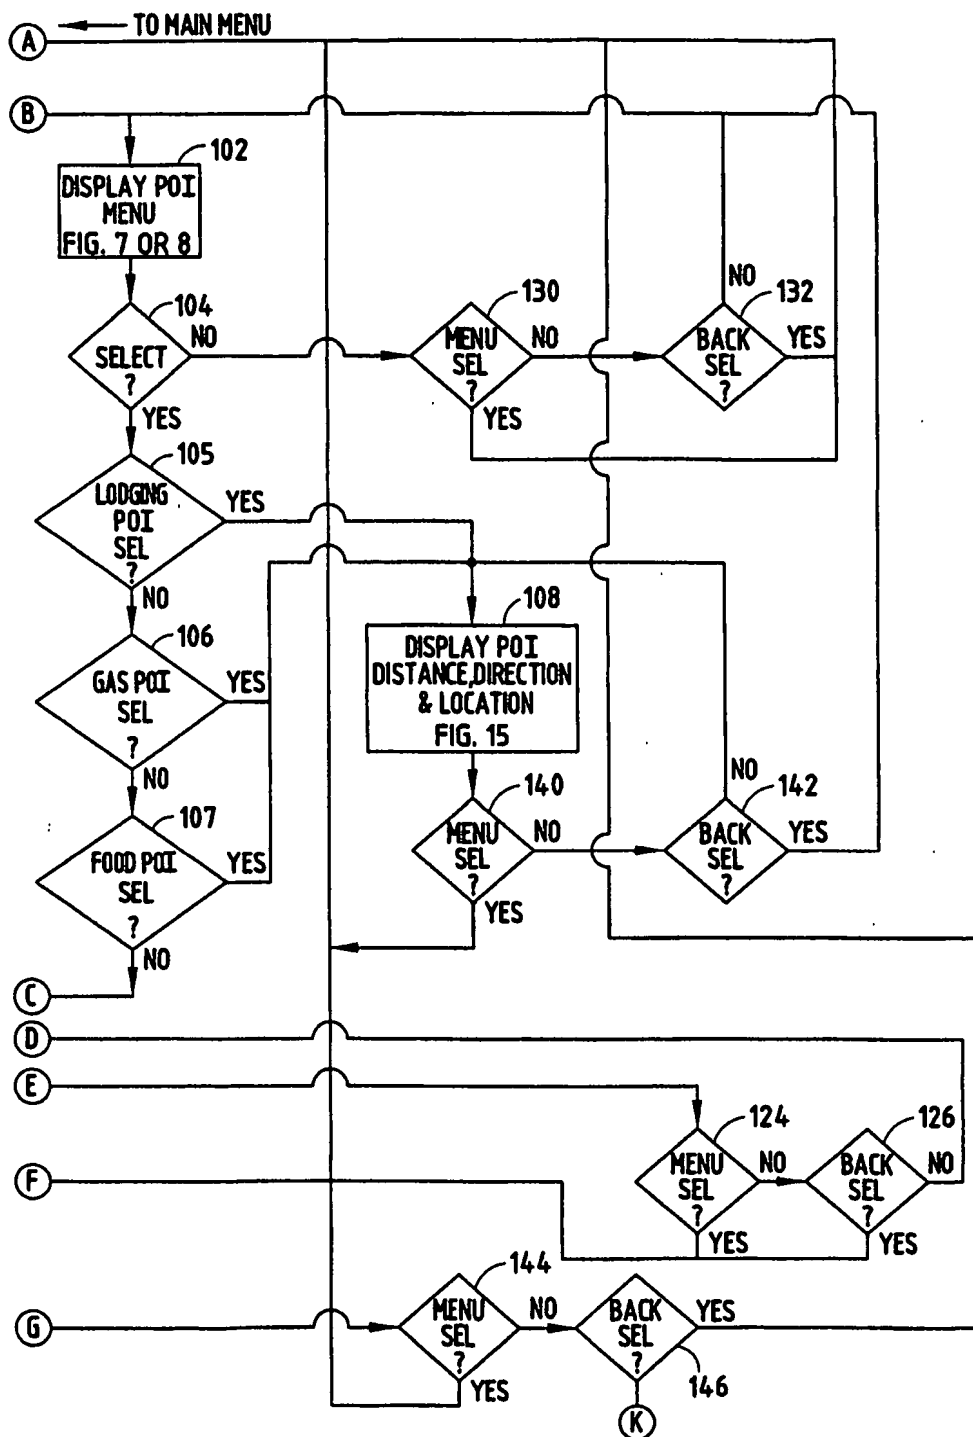 A TO MAIN MENU
B
102
DISPLAY POI
MENU
FIG. 7 OR 8
104
SELECT
?
NO
YES
130
MENU
SEL
?
NO
YES
132
BACK
SEL
?
NO
YES
105
LODGING
POI
SEL
?
YES
NO
106
GAS POI
SEL
?
YES
NO
108
DISPLAY POI
DISTANCE,DIRECTION
& LOCATION
FIG. 15
107
FOOD POI
SEL
?
YES
NO
140
MENU
SEL
?
NO
YES
142
BACK
SEL
?
NO
YES
C
D
E
124
MENU
SEL
?
NO
YES
126
BACK
SEL
?
NO
YES
F
G
144
MENU
SEL
?
NO
YES
BACK
SEL
?
YES
146
K